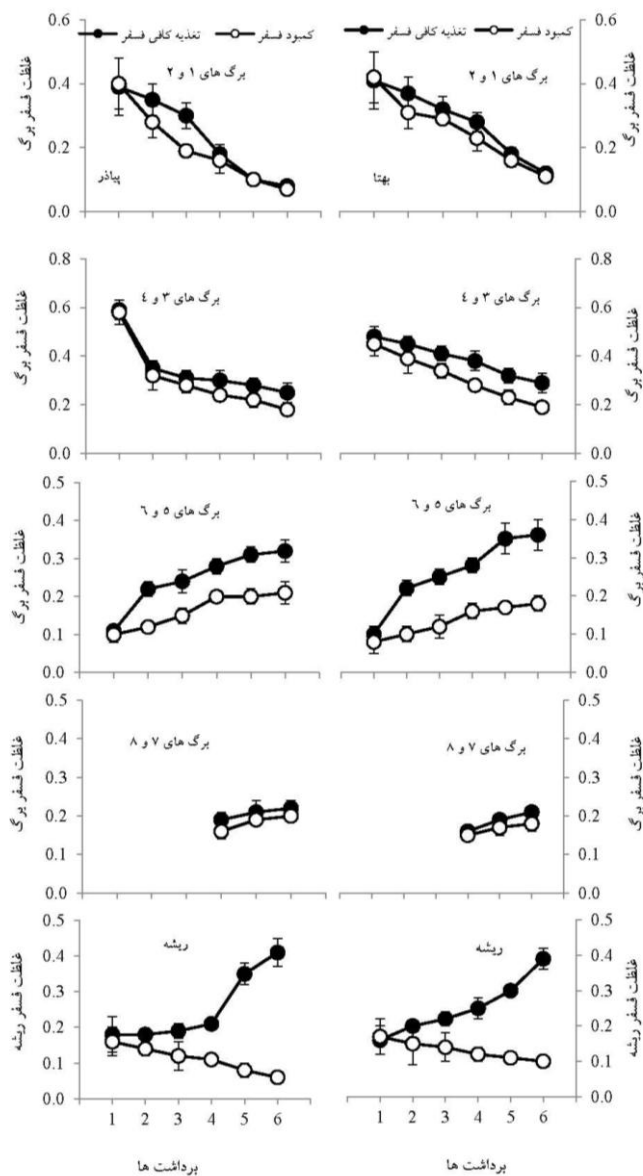 تغذیه کافی فسفر
کمبود فسفر
برگ های ۱ و ۲
غلظت فسفر برگ
0.6
0.4
0.2
0.0
پیاذر
تغذیه کافی فسفر
کمبود فسفر
برگ های ۱ و ۲
غلظت فسفر برگ
0.6
0.4
0.2
0.0
بهتا
برگ های ۳ و ٤
غلظت فسفر برگ
0.8
0.6
0.4
0.2
0.0
برگ های ۳ و ٤
غلظت فسفر برگ
0.8
0.6
0.4
0.2
0.0
برگ های ٥ و ٦
غلظت فسفر برگ
0.5
0.4
0.3
0.2
0.1
0.0
برگ های ٥ و ٦
غلظت فسفر برگ
0.5
0.4
0.3
0.2
0.1
0.0
برگ های ۷ و ۸
غلظت فسفر برگ
0.5
0.4
0.3
0.2
0.1
0.0
برگ های ۷ و ۸
غلظت فسفر برگ
0.5
0.4
0.3
0.2
0.1
0.0
ریشه
غلظت فسفر ریشه
0.5
0.4
0.3
0.2
0.1
0.0
1 2 3 4 5 6
برداشت ها
ریشه
غلظت فسفر ریشه
0.5
0.4
0.3
0.2
0.1
0.0
1 2 3 4 5 6
برداشت ها